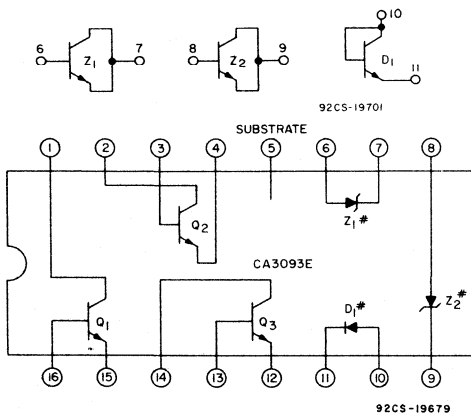 6 Z1 7 8 Z2 9 10 D1 11
92CS-19701
SUBSTRATE
1 2 3 4 5 6 7 8
Z1#
Q2
CA3093E
Q1 Q3 D1# Z2#
16 15 14 13 12 11 10 9
92CS-19679